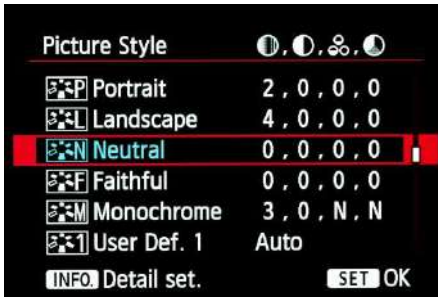 Picture Style
P Portrait 2 , 0 , 0 , 0
L Landscape 4 , 0 , 0 , 0
N Neutral 0 , 0 , 0 , 0
F Faithful 0 , 0 , 0 , 0
M Monochrome 3 , 0 , N , N
1 User Def. 1 Auto
INFO. Detail set. SET OK